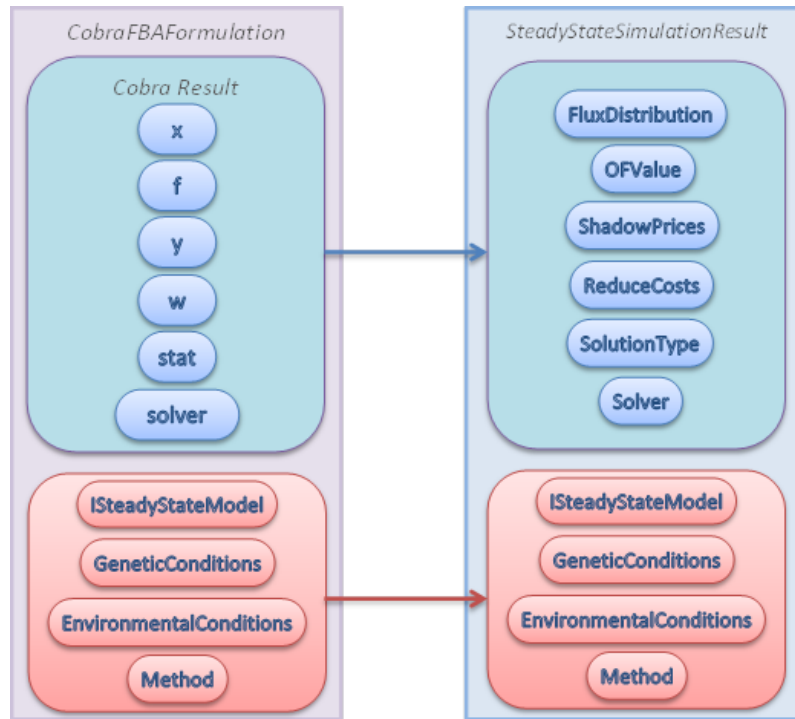 CobraFBAFormulation
Cobra Result
x
f
y
w
stat
solver
ISteadyStateModel
GeneticConditions
EnvironmentalConditions
Method
SteadyStateSimulationResult
FluxDistribution
OFValue
ShadowPrices
ReduceCosts
SolutionType
Solver
ISteadyStateModel
GeneticConditions
EnvironmentalConditions
Method